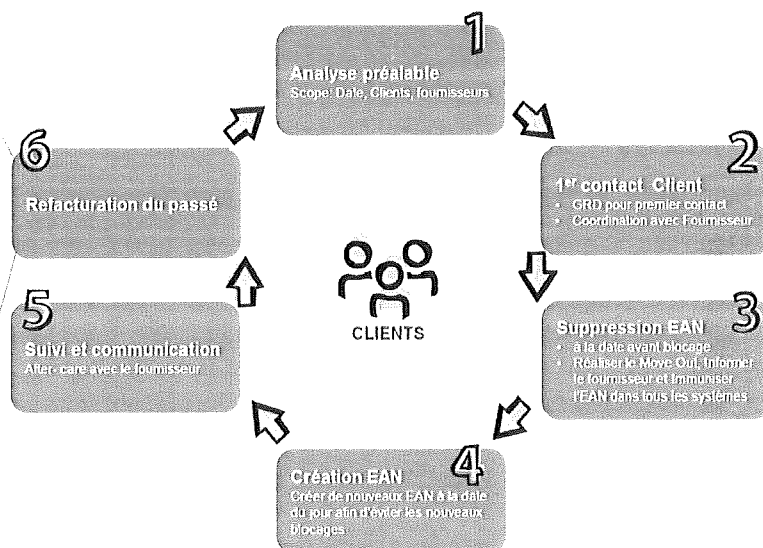 1
Analyse préalable
Scope: Date, Clients, fournisseurs
2
1er contact Client
• GRD pour premier contact
• Coordination avec Fournisseur
3
Suppression EAN
• à la date avant blocage
• Réaliser le Move Out, Informer
le fournisseur et Immuniser
l'EAN dans tous les systèmes
4
Création EAN
Créer de nouveaux EAN à la date
du jour afin d'éviter les nouveaux
blocages
5
Suivi et communication
After-care avec le fournisseur
6
Refacturation du passé
CLIENTS